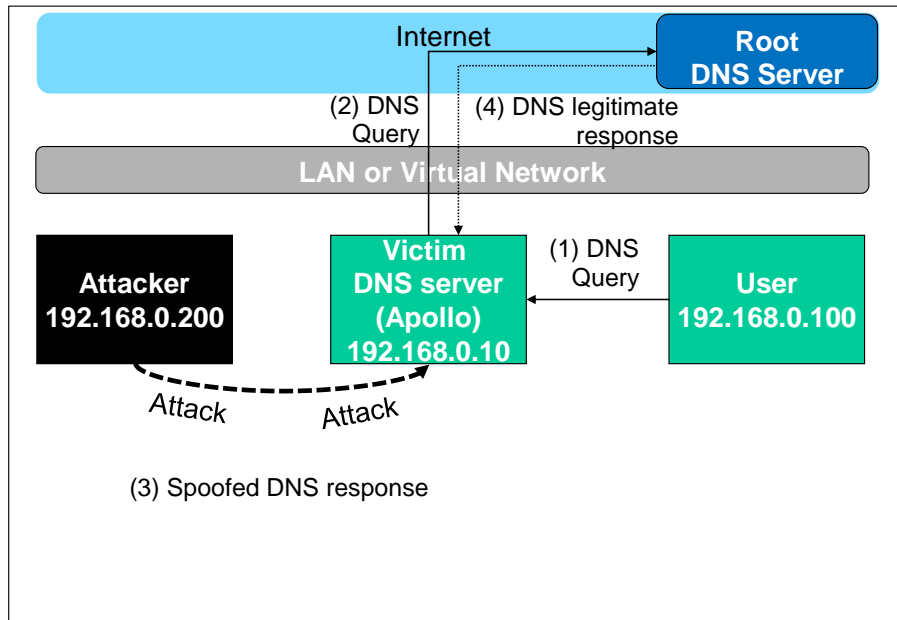 Internet
Root
DNS Server
(2) DNS
Query
(4) DNS legitimate
response
LAN or Virtual Network
Attacker
192.168.0.200
Victim
DNS server
(Apollo)
192.168.0.10
(1) DNS
Query
User
192.168.0.100
Attack
Attack
(3) Spoofed DNS response